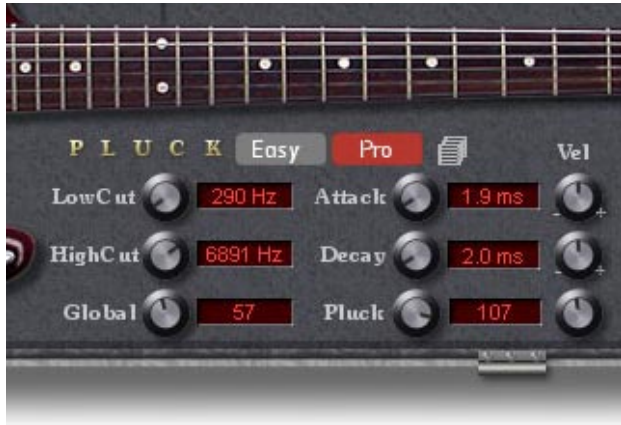 PLUCK Easy Pro Vel
LowCut 290 Hz Attack 1.9 ms - +
HighCut 6891 Hz Decay 2.0 ms - +
Global 57 Pluck 107